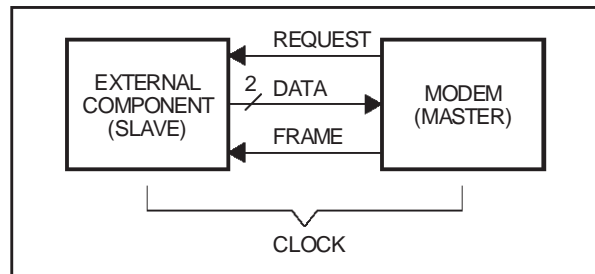 REQUEST
EXTERNAL
COMPONENT
(SLAVE)
2
DATA
MODEM
(MASTER)
FRAME
CLOCK